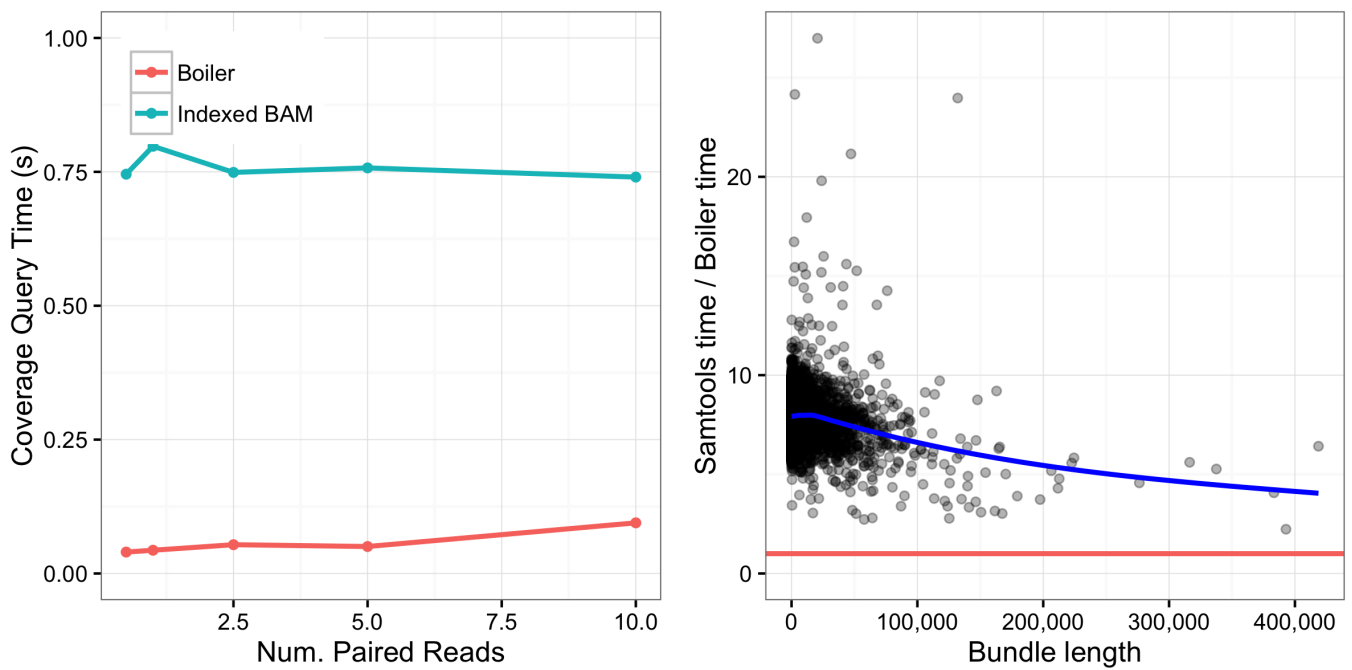 Coverage Query Time (s)
1.00
0.75
0.50
0.25
0.00
Boiler
Indexed BAM
2.5
5.0
7.5
10.0
Num. Paired Reads
Samtools time / Boiler time
20
10
0
0
100,000
200,000
300,000
400,000
Bundle length